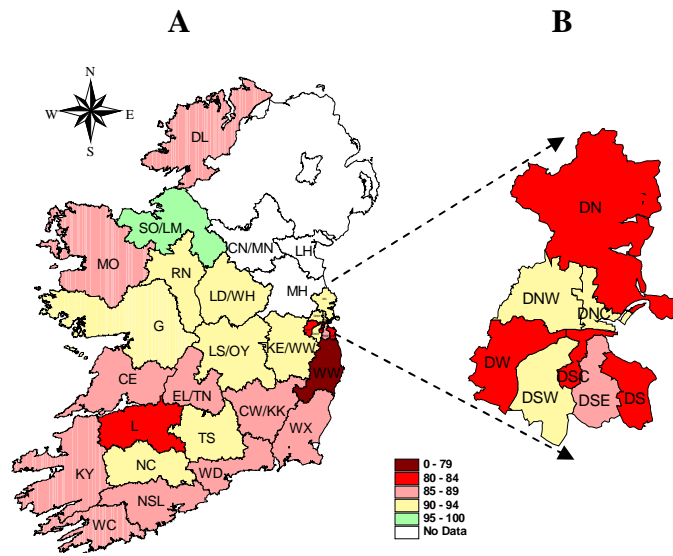 A
B
N
W E
S
DL
SO/LM
CN/MN
LH
MO
RN
LD/WH
MH
G
LS/OY
KE/WW
WW
CE
EL/TN
CW/KK
L
TS
WX
KY
NC
WD
NSL
WC
DN
DNW
DNC
DW
DSC
DSW
DSE
DS
0 - 79
80 - 84
85 - 89
90 - 94
95 - 100
No Data